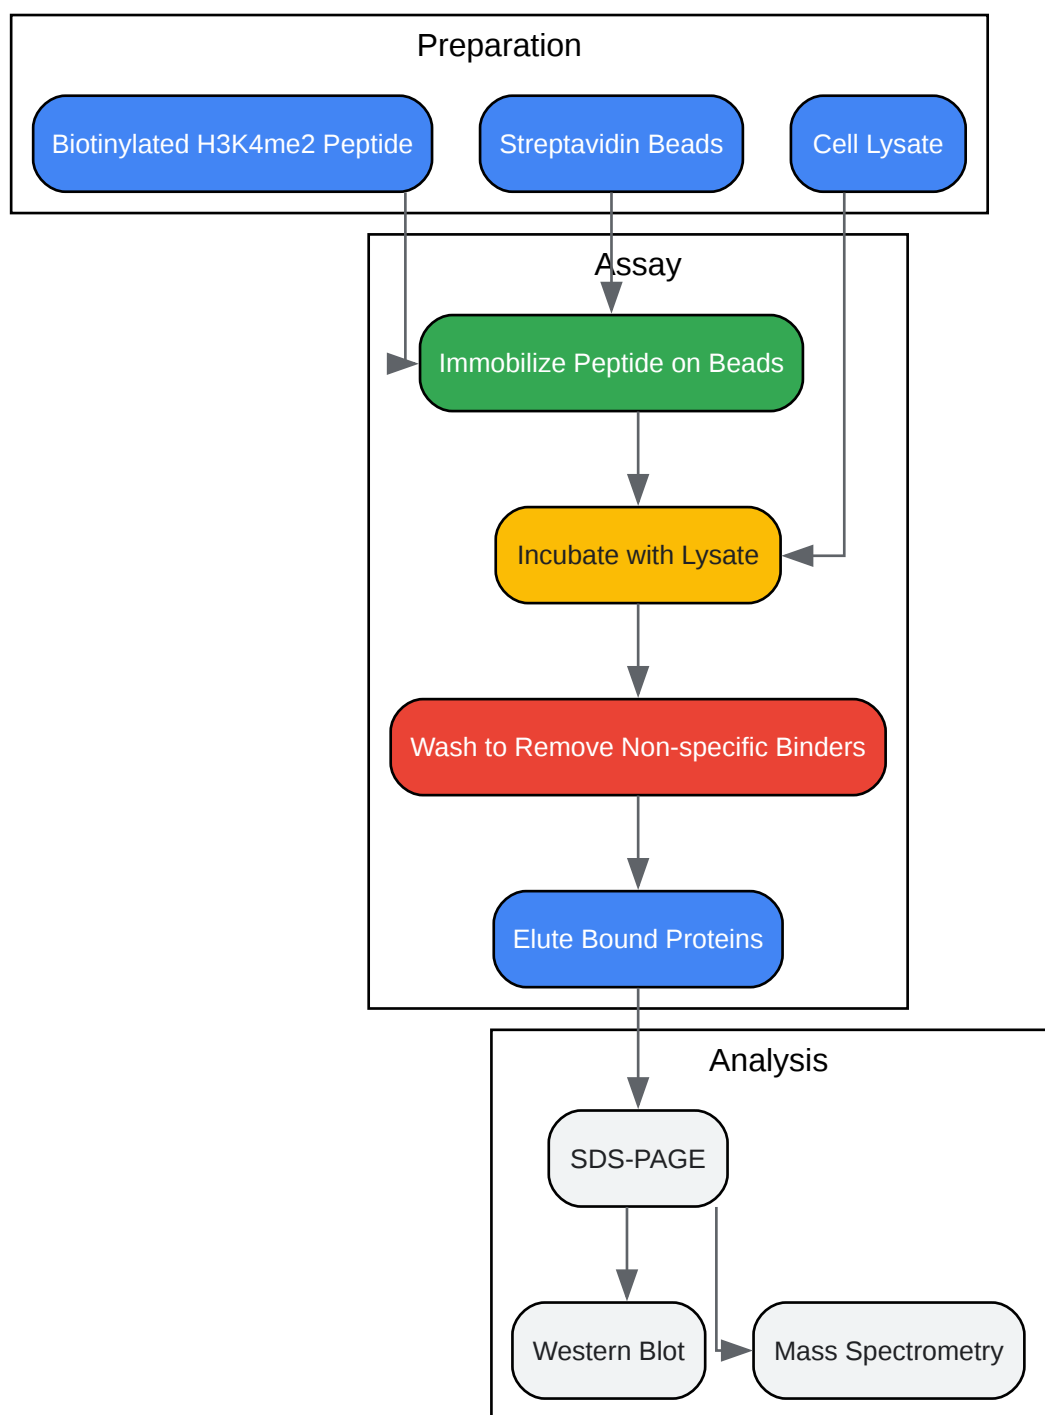 Preparation
Biotinylated H3K4me2 Peptide
Streptavidin Beads
Cell Lysate
Assay
Immobilize Peptide on Beads
Incubate with Lysate
Wash to Remove Non-specific Binders
Elute Bound Proteins
Analysis
SDS-PAGE
Western Blot
Mass Spectrometry